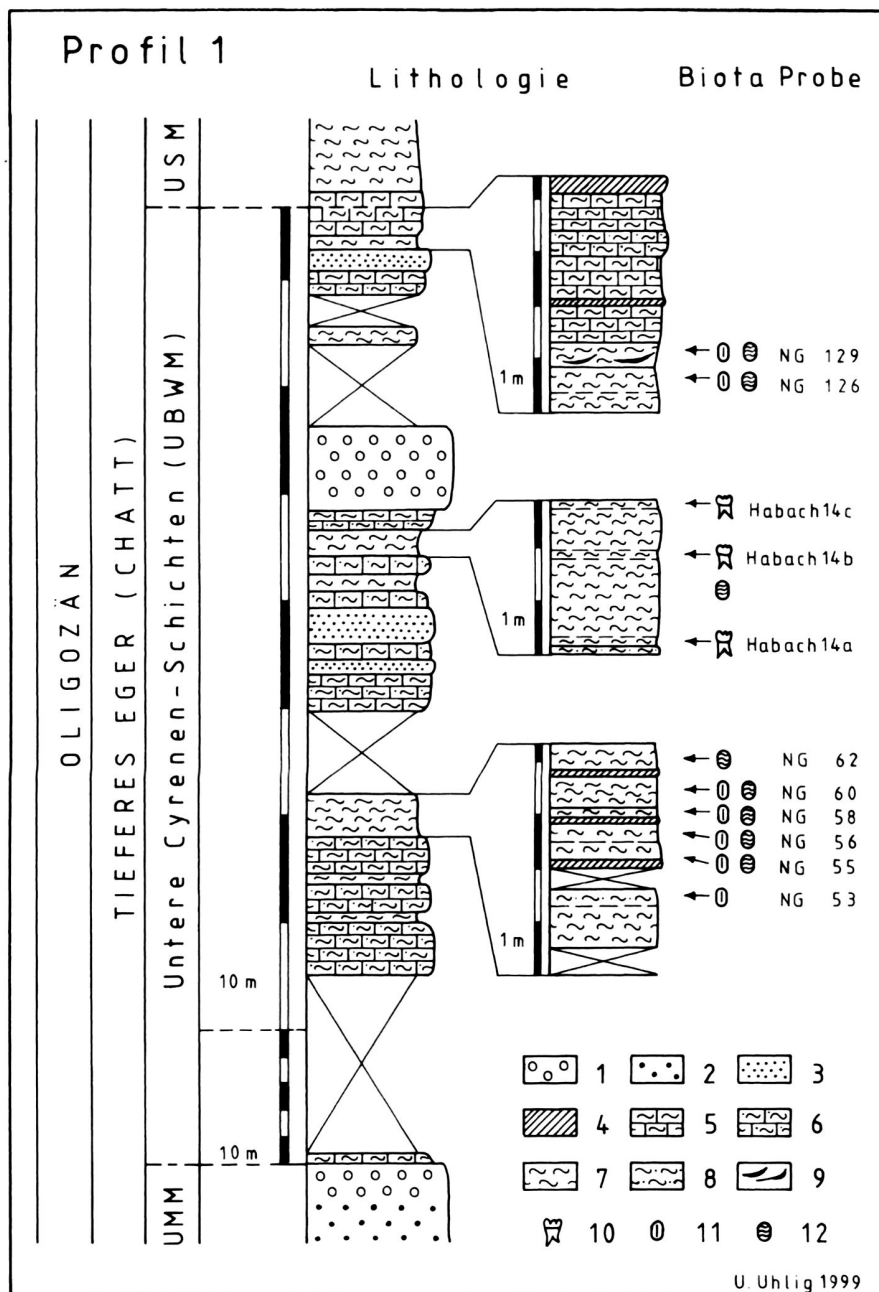 Profil 1
Lithologie
Biota Probe
OLIGOZÄN
TIEFERES EGER (CHATT)
Untere Cyrenen-Schichten (UBWM)
USM
UMM
10 m
10 m
1 m
NG 129
NG 126
1m
Habach 14c
Habach 14b
Habach 14a
1m
NG 62
NG 60
NG 58
NG 56
NG 55
NG 53
1 2 3
4 5 6
7 8 9
10 11 12
U. Uhlig 1999